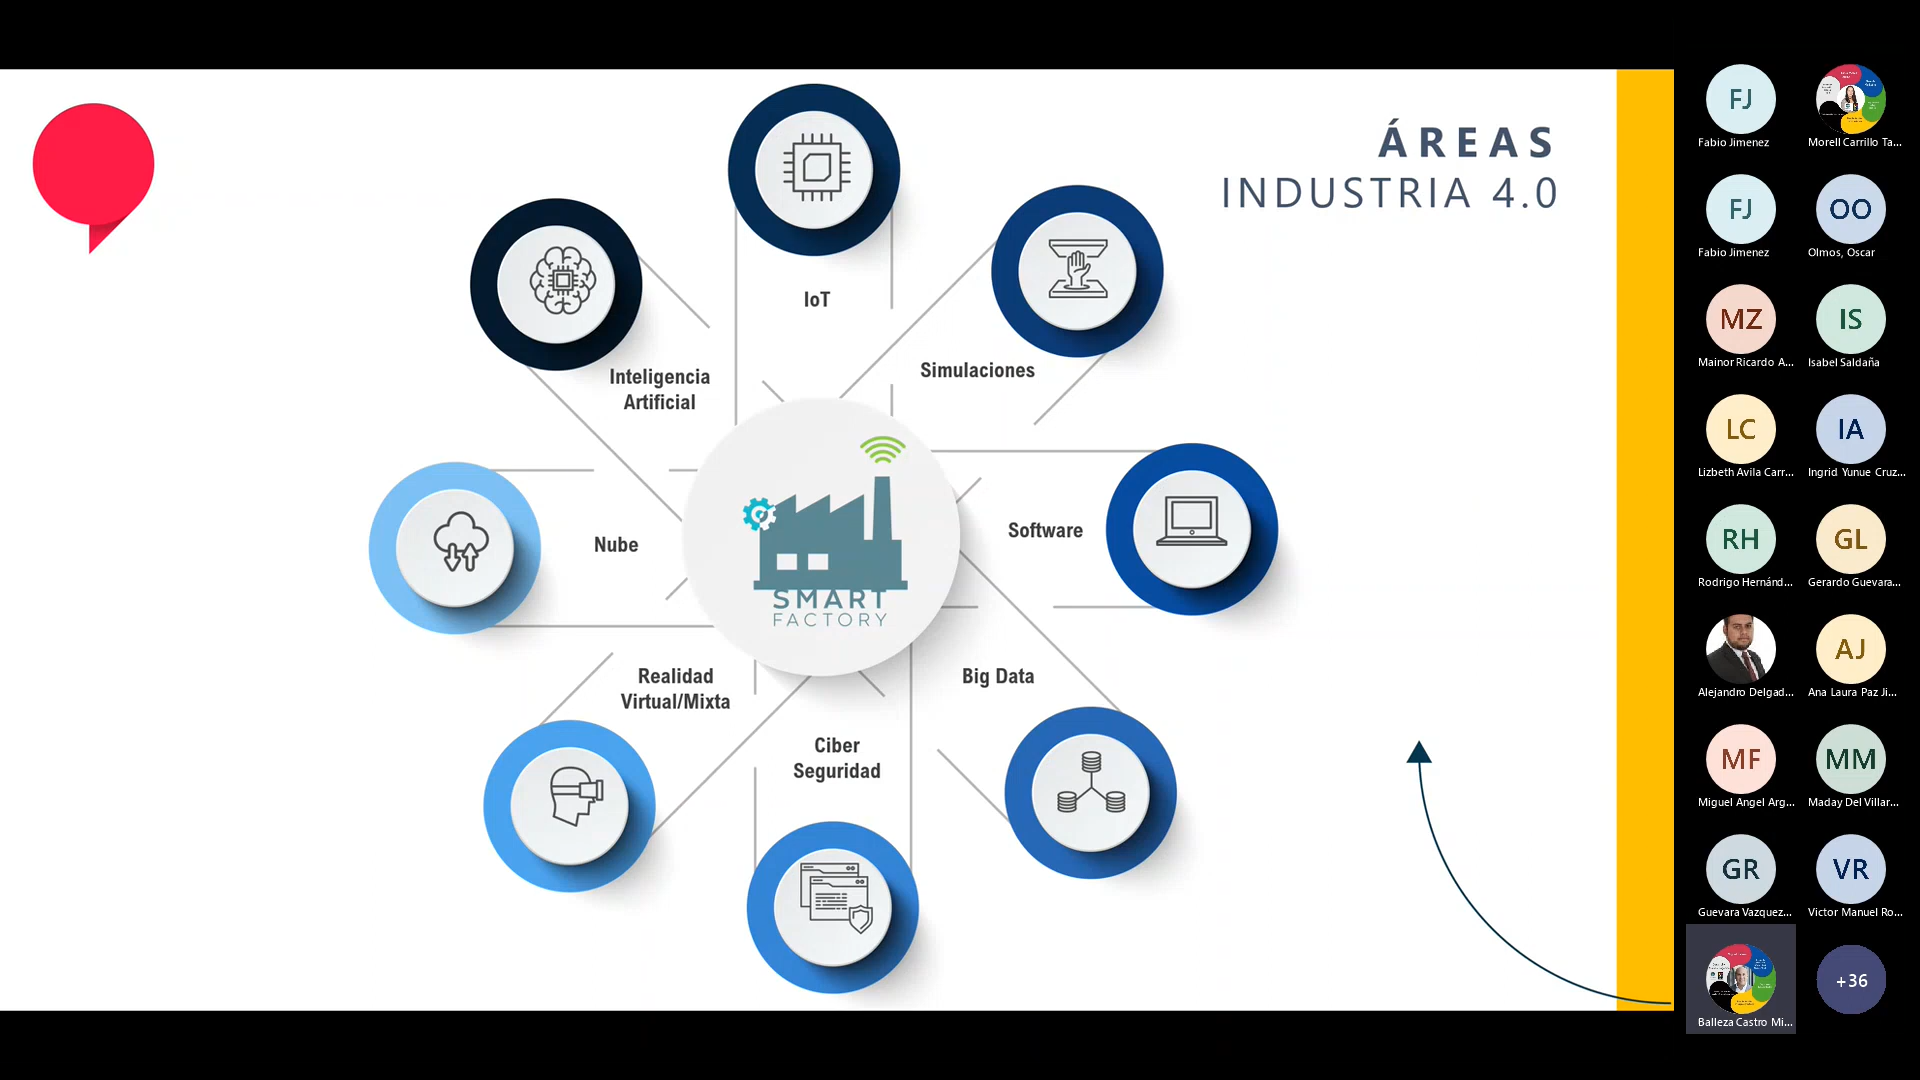 ÁREAS
INDUSTRIA 4.0
IoT
Simulaciones
Inteligencia
Artificial
Nube
Software
SMART
FACTORY
Realidad
Virtual/Mixta
Big Data
Ciber
Seguridad
FJ
Fabio Jimenez
Morell Carrillo Ta...
FJ
Fabio Jimenez
OO
Olmos, Oscar
MZ
Mainor Ricardo A...
IS
Isabel Saldaña
LC
Lizbeth Avila Carr...
IA
Ingrid Yunue Cruz...
RH
Rodrigo Hernánd...
GL
Gerardo Guevara...
Alejandro Delgad...
AJ
Ana Laura Paz Ji...
MF
Miguel Angel Arg...
MM
Maday Del Villar...
GR
Guevara Vazquez...
VR
Victor Manuel Ro...
Balleza Castro Mi...
+36